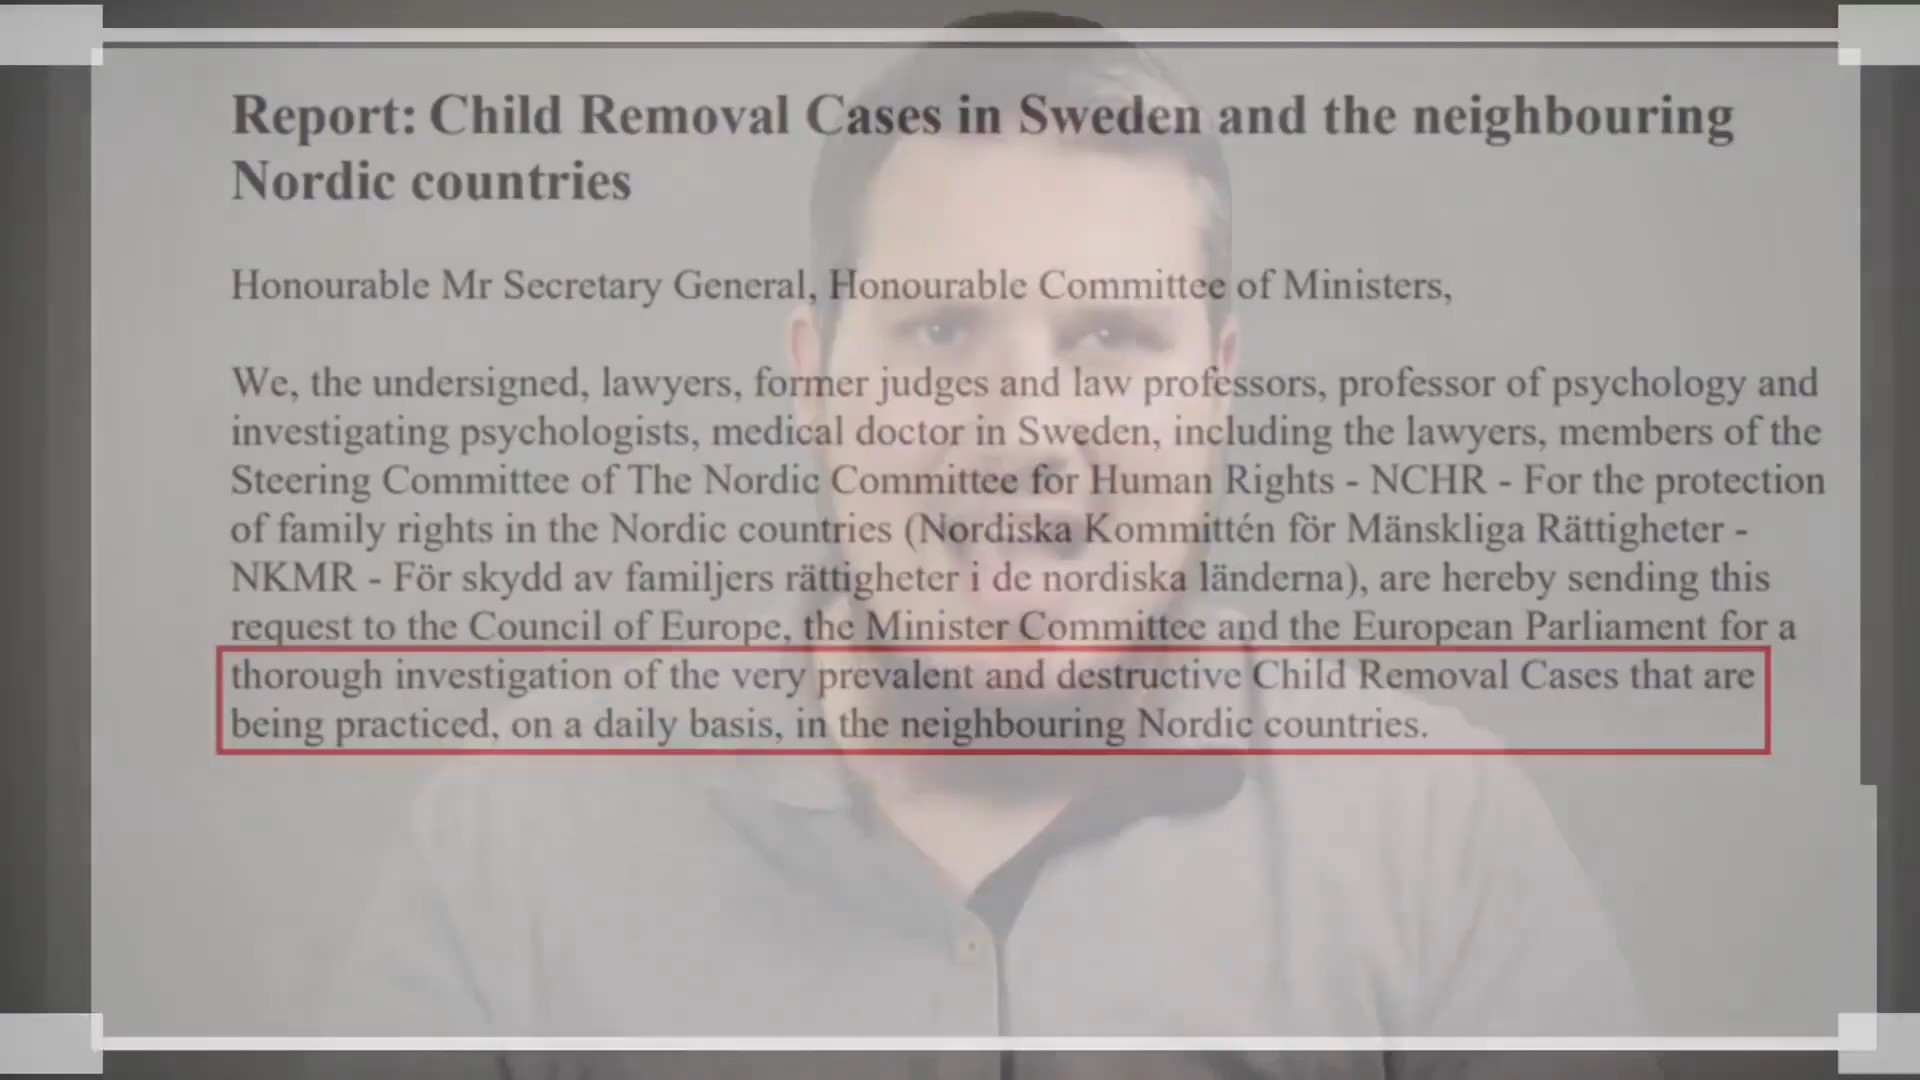 Report: Child Removal Cases in Sweden and the neighbouring
Nordic countries
Honourable Mr Secretary General, Honourable Committee of Ministers,
We, the undersigned, lawyers, former judges and law professors, professor of psychology and
investigating psychologists, medical doctor in Sweden, including the lawyers, members of the
Steering Committee of The Nordic Committee for Human Rights - NCHR - For the protection
of family rights in the Nordic countries (Nordiska Kommittén för Mänskliga Rättigheter -
NKMR - För skydd av familjers rättigheter i de nordiska länderna), are hereby sending this
request to the Council of Europe, the Minister Committee and the European Parliament for a
thorough investigation of the very prevalent and destructive Child Removal Cases that are
being practiced, on a daily basis, in the neighbouring Nordic countries.